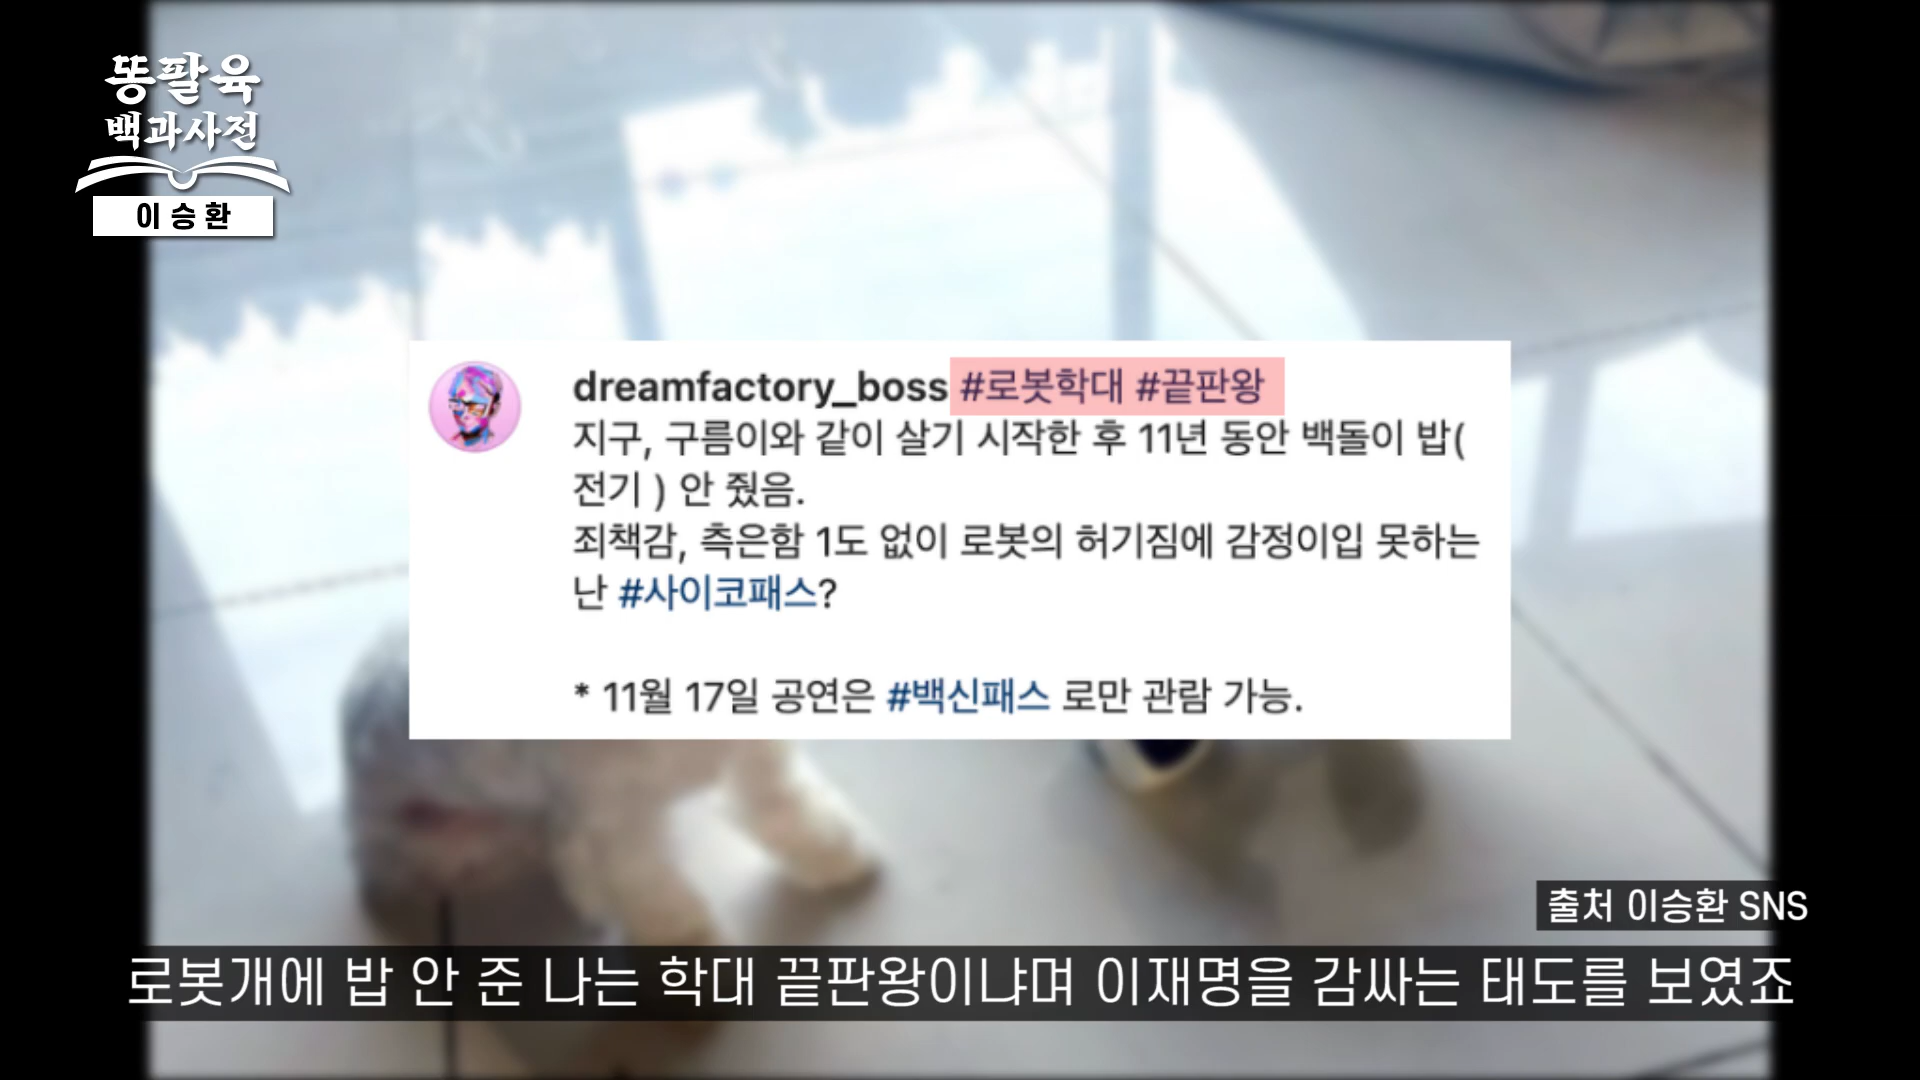 똥팔육
백과사전
이승환
dreamfactory_boss #로봇학대 #끝판왕
지구, 구름이와 같이 살기 시작한 후 11년 동안 백돌이 밥(
전기 ) 안 줬음.
죄책감, 측은함 1도 없이 로봇의 허기짐에 감정이입 못하는
난 #사이코패스?
* 11월 17일 공연은 #백신패스 로만 관람 가능.
출처 이승환 SNS
로봇개에 밥 안 준 나는 학대 끝판왕이냐며 이재명을 감싸는 태도를 보였죠